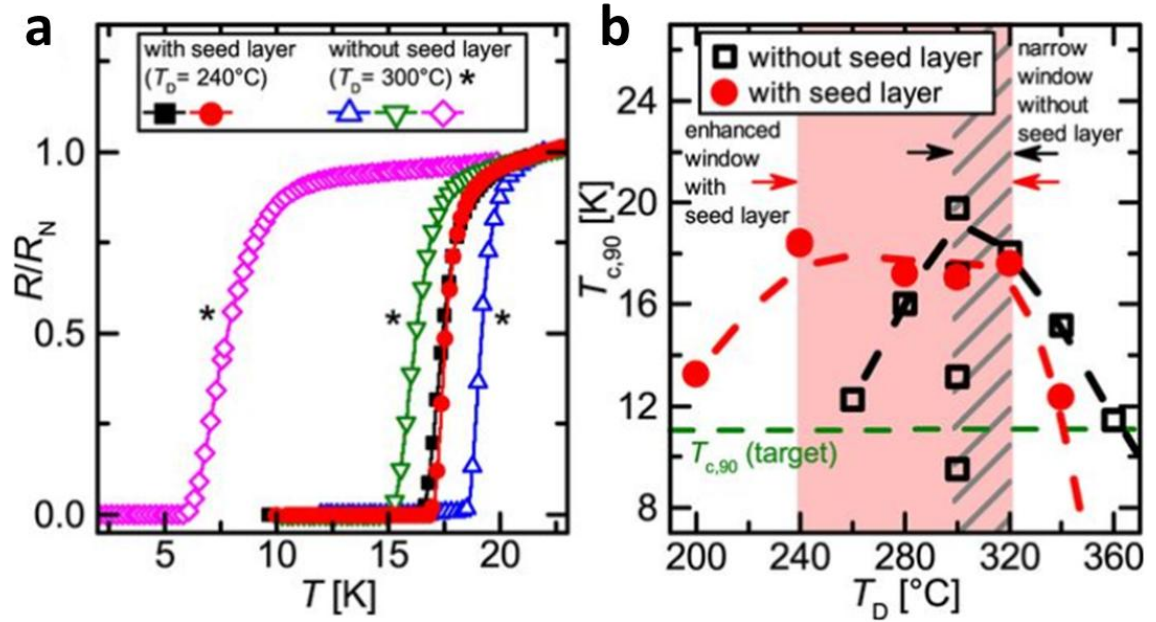 a
with seed layer
(TD= 240°C)
without seed layer
(TD= 300°C) *
1.0
0.5
0.0
R/RN
*
*
*
5
10
15
20
T [K]
b
without seed layer
with seed layer
narrow
window
without
seed layer
enhanced
window
with
seed layer
Tc,90 (target)
24
20
16
12
8
Tc,90 [K]
200
240
280
320
360
TD [°C]